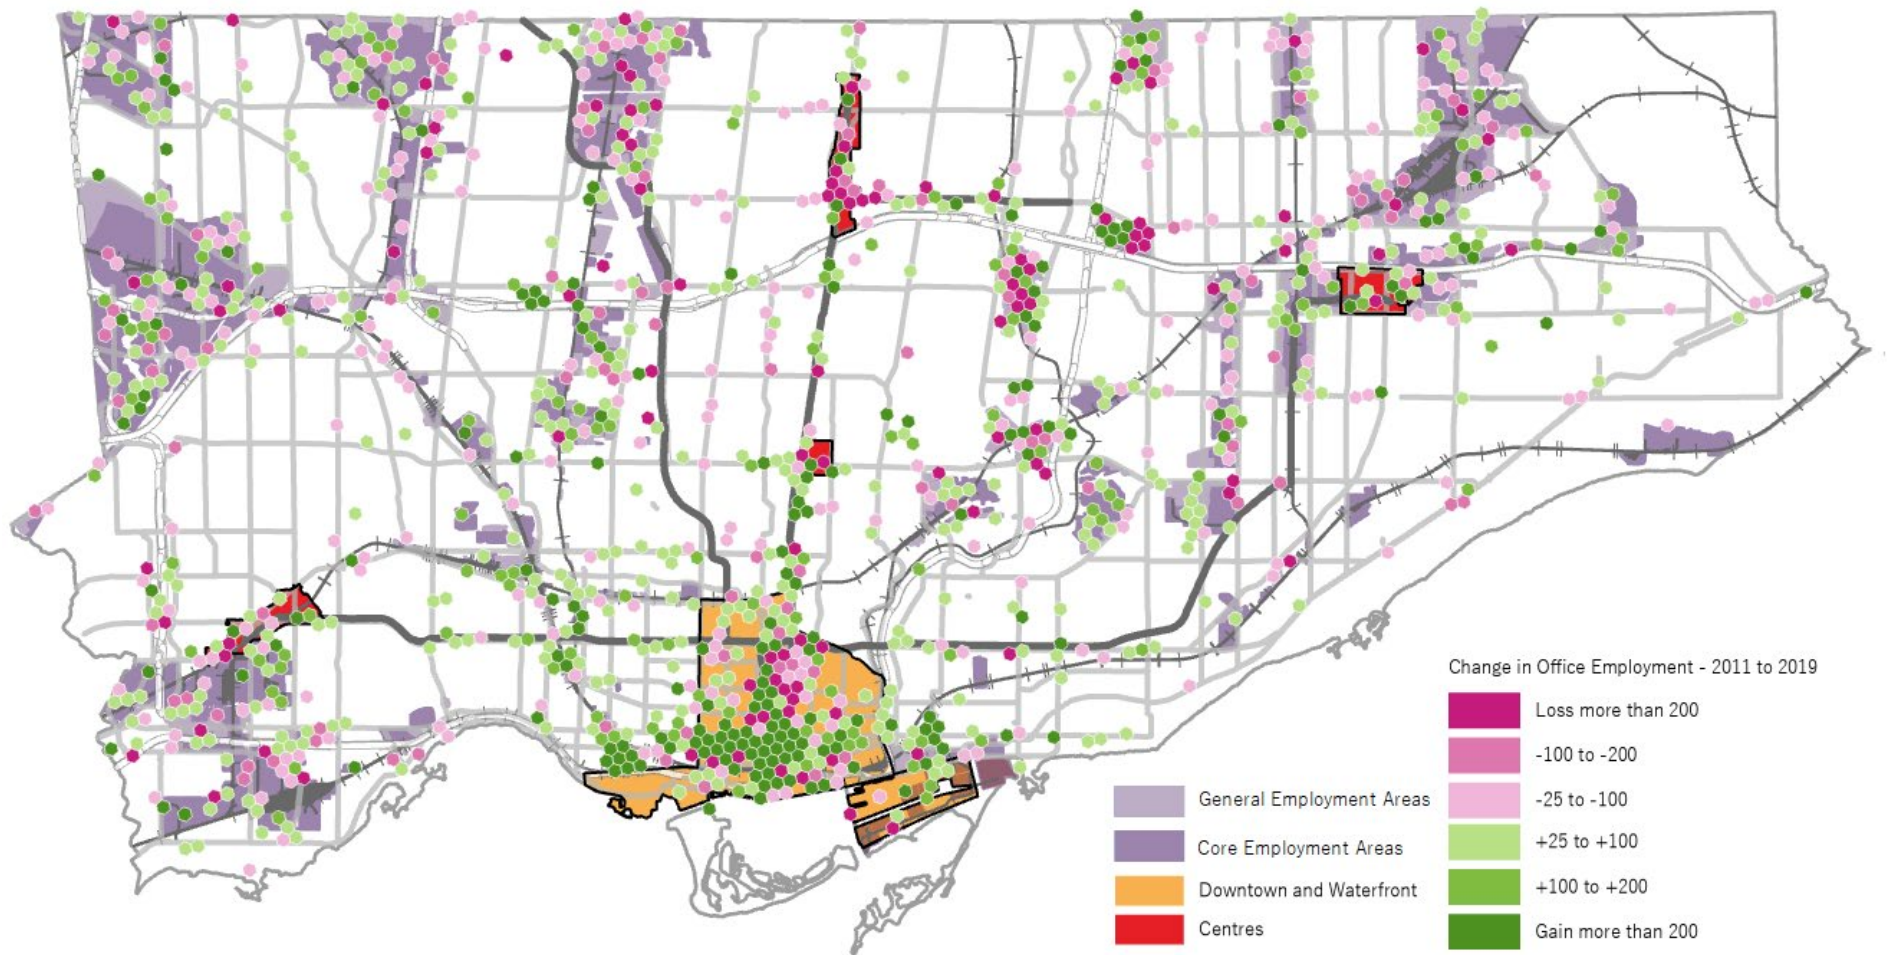 Change in Office Employment - 2011 to 2019
Loss more than 200
-100 to -200
-25 to -100
+25 to +100
+100 to +200
Gain more than 200
General Employment Areas
Core Employment Areas
Downtown and Waterfront
Centres